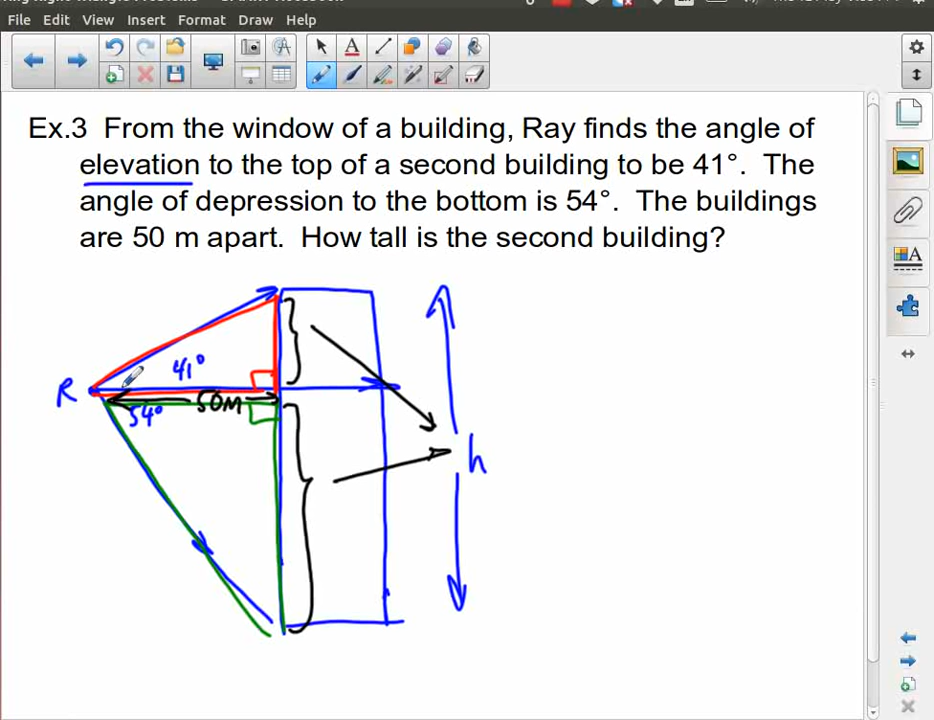 File Edit View Insert Format Draw Help
Ex.3 From the window of a building, Ray finds the angle of
elevation to the top of a second building to be 41°. The
angle of depression to the bottom is 54°. The buildings
are 50 m apart. How tall is the second building?
41°
R
50M
54°
h